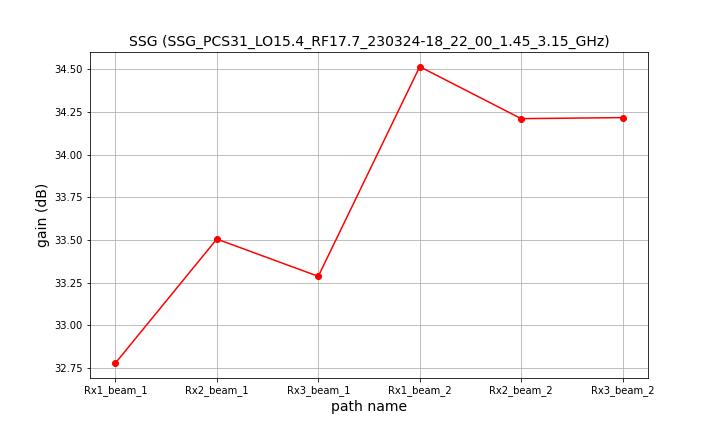 SSG (SSG_PCS31_LO15.4_RF17.7_230324-18_22_00_1.45_3.15_GHz)
34.50
34.25
34.00
33.75
33.50
33.25
33.00
32.75
gain (dB)
Rx1_beam_1 Rx2_beam_1 Rx3_beam_1 Rx1_beam_2 Rx2_beam_2 Rx3_beam_2
path name